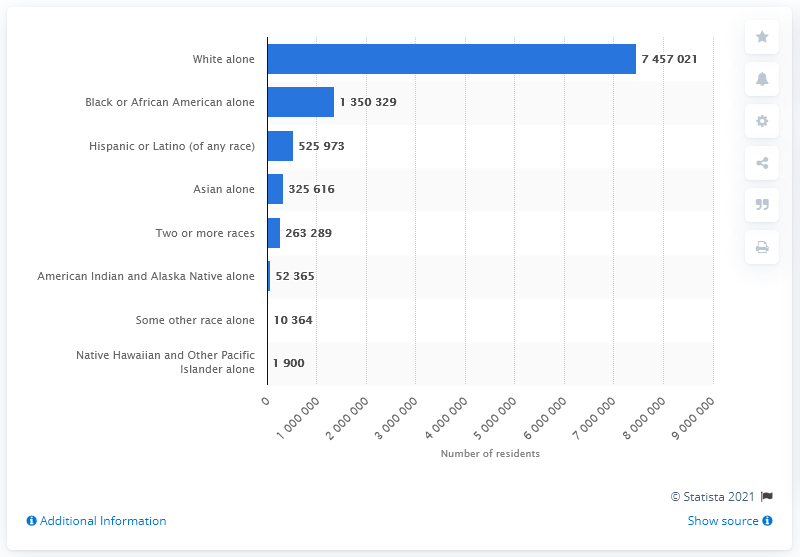 White alone 7 457 021
Black or African American alone 1 350 329
Hispanic or Latino (of any race) 525 973
Asian alone 325 616
Two or more races 263 289
American Indian and Alaska Native alone 52 365
Some other race alone 10 364
Native Hawaiian and Other Pacific
Islander alone 1 900
0 1 000 000 2 000 000 3 000 000 4 000 000 5 000 000 6 000 000 7 000 000 8 000 000 9 000 000
Number of residents
© Statista 2021
Additional Information Show source